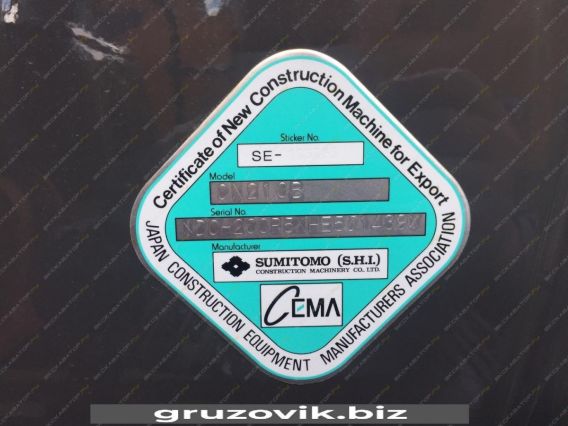 Certificate of New Construction Machine for Export
Sticker No.
SE-
Model
Serial No.
Manufacturer
SUMITOMO (S.H.I.)
CONSTRUCTION MACHINERY CO., LTD.
CEMA
JAPAN CONSTRUCTION EQUIPMENT MANUFACTURERS ASSOCIATION
gruzovik.biz